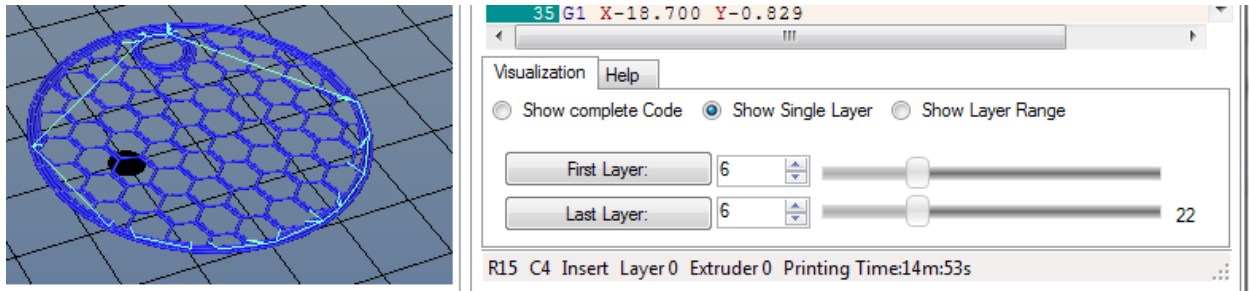 35 G1 X-18.700 Y-0.829
Visualization Help
Show complete Code Show Single Layer Show Layer Range
First Layer: 6
Last Layer: 6 22
R15 C4 Insert Layer 0 Extruder 0 Printing Time:14m:53s